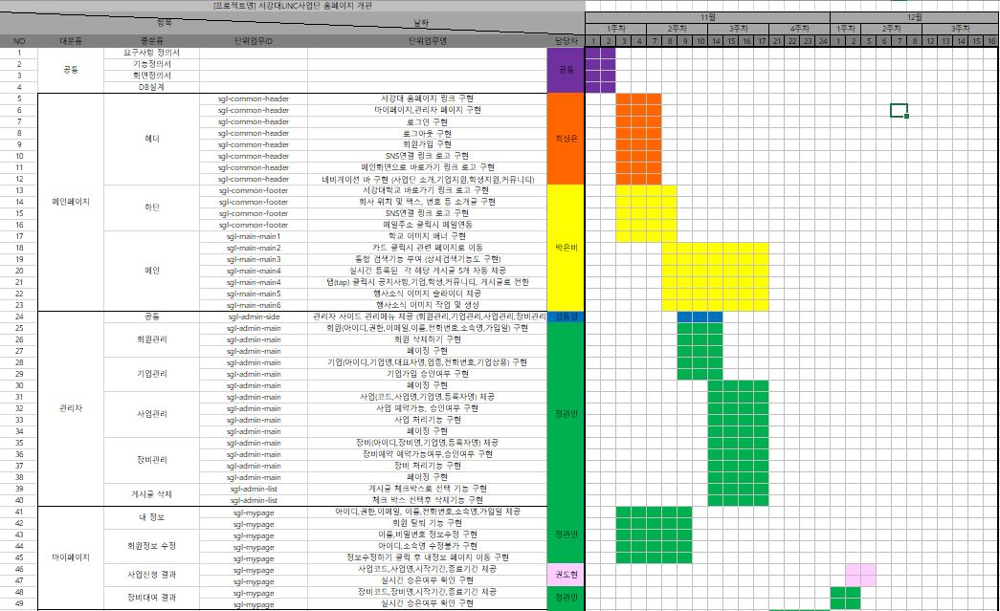 [프로젝트명] 서강대LINC사업단 홈페이지 개편
항목 날짜 11월 12월
1주차 2주차 3주차 4주차 1주차 2주차 3주차
NO 대분류 중분류 단위업무ID 단위업무명 담당자 1 2 3 4 7 8 9 10 14 15 16 17 21 22 23 24 1 2 5 6 7 8 12 13 14 15 16
1 공통 요구사항 정의서 공통
2 기능정의서
3 화면정의서
4 DB설계
5 메인페이지 헤더 sgl-common-header 서강대 홈페이지 링크 구현 최성은
6 sgl-common-header 마이페이지,관리자 페이지 구현
7 sgl-common-header 로그인 구현
8 sgl-common-header 로그아웃 구현
9 sgl-common-header 회원가입 구현
10 sgl-common-header SNS연결 링크 로고 구현
11 sgl-common-header 메인화면으로 바로가기 링크 로고 구현
12 sgl-common-header 네비게이션 바 구현 (사업단 소개,기업지원,학생지원,커뮤니티)
13 하단 sgl-common-footer 서강대학교 바로가기 링크 로고 구현 박은비
14 sgl-common-footer 회사 위치 및 팩스, 번호 등 소개글 구현
15 sgl-common-footer SNS연결 링크 로고 구현
16 sgl-common-footer 메일주소 클릭시 메일연동
17 메인 sgl-main-main1 학교 이미지 배너 구현
18 sgl-main-main2 카드 클릭시 관련 페이지로 이동
19 sgl-main-main3 통합 검색기능 부여 (상세검색기능도 구현)
20 sgl-main-main4 실시간 등록된 각 해당 게시글 5개 자동 제공
21 sgl-main-main4 탭(tap) 클릭시 공지사항,기업,학생,커뮤니티, 게시글로 전환
22 sgl-main-main5 행사소식 이미지 슬라이더 제공
23 sgl-main-main6 행사소식 이미지 작업 및 생성
24 관리자 공통 sgl-admin-side 관리자 사이드 관리메뉴 제공 (회원관리,기업관리,사업관리,장비관리
25 회원관리 sgl-admin-main 회원(아이디,권한,이메일,이름,전화번호,소속명,가입일) 구현 정관민
26 sgl-admin-main 회원 삭제하기 구현
27 sgl-admin-main 페이징 구현
28 기업관리 sgl-admin-main 기업(아이디,기업명,대표자명,업종,전화번호,기업상품) 구현
29 sgl-admin-main 기업가입 승인여부 구현
30 sgl-admin-main 페이징 구현
31 사업관리 sgl-admin-main 사업(코드,사업명,기업명,등록자명) 제공
32 sgl-admin-main 사업 예약가능, 승인여부 구현
33 sgl-admin-main 사업 처리기능 구현
34 sgl-admin-main 페이징 구현
35 장비관리 sgl-admin-main 장비(아이디,장비명,기업명,등록자명) 제공
36 sgl-admin-main 장비예약 예약가능여부,승인여부 구현
37 sgl-admin-main 장비 처리기능 구현
38 sgl-admin-main 페이징 구현
39 게시글 삭제 sgl-admin-list 게시글 체크박스로 선택 기능 구현
40 sgl-admin-list 체크 박스 선택후 삭제기능 구현
41 마이페이지 내 정보 sgl-mypage 아이디,권한,이메일, 이름,전화번호,소속명,가입일 제공 정관민
42 sgl-mypage 회원 탈퇴 기능 구현
43 회원정보 수정 sgl-mypage 이름,비밀번호 정보수정 구현
44 sgl-mypage 아이디,소속명 수정불가 구현
45 sgl-mypage 정보수정하기 클릭 후 내정보 페이지 이동 구현
46 사업신청 결과 sgl-mypage 사업코드,사업명,시작기간,종료기간 제공 권도현
47 sgl-mypage 실시간 승은여부 확인 구현
48 장비대여 결과 sgl-mypage 장비코드,장비명,시작기간,종료기간 제공 정관민
49 sgl-mypage 실시간 승은여부 확인 구현